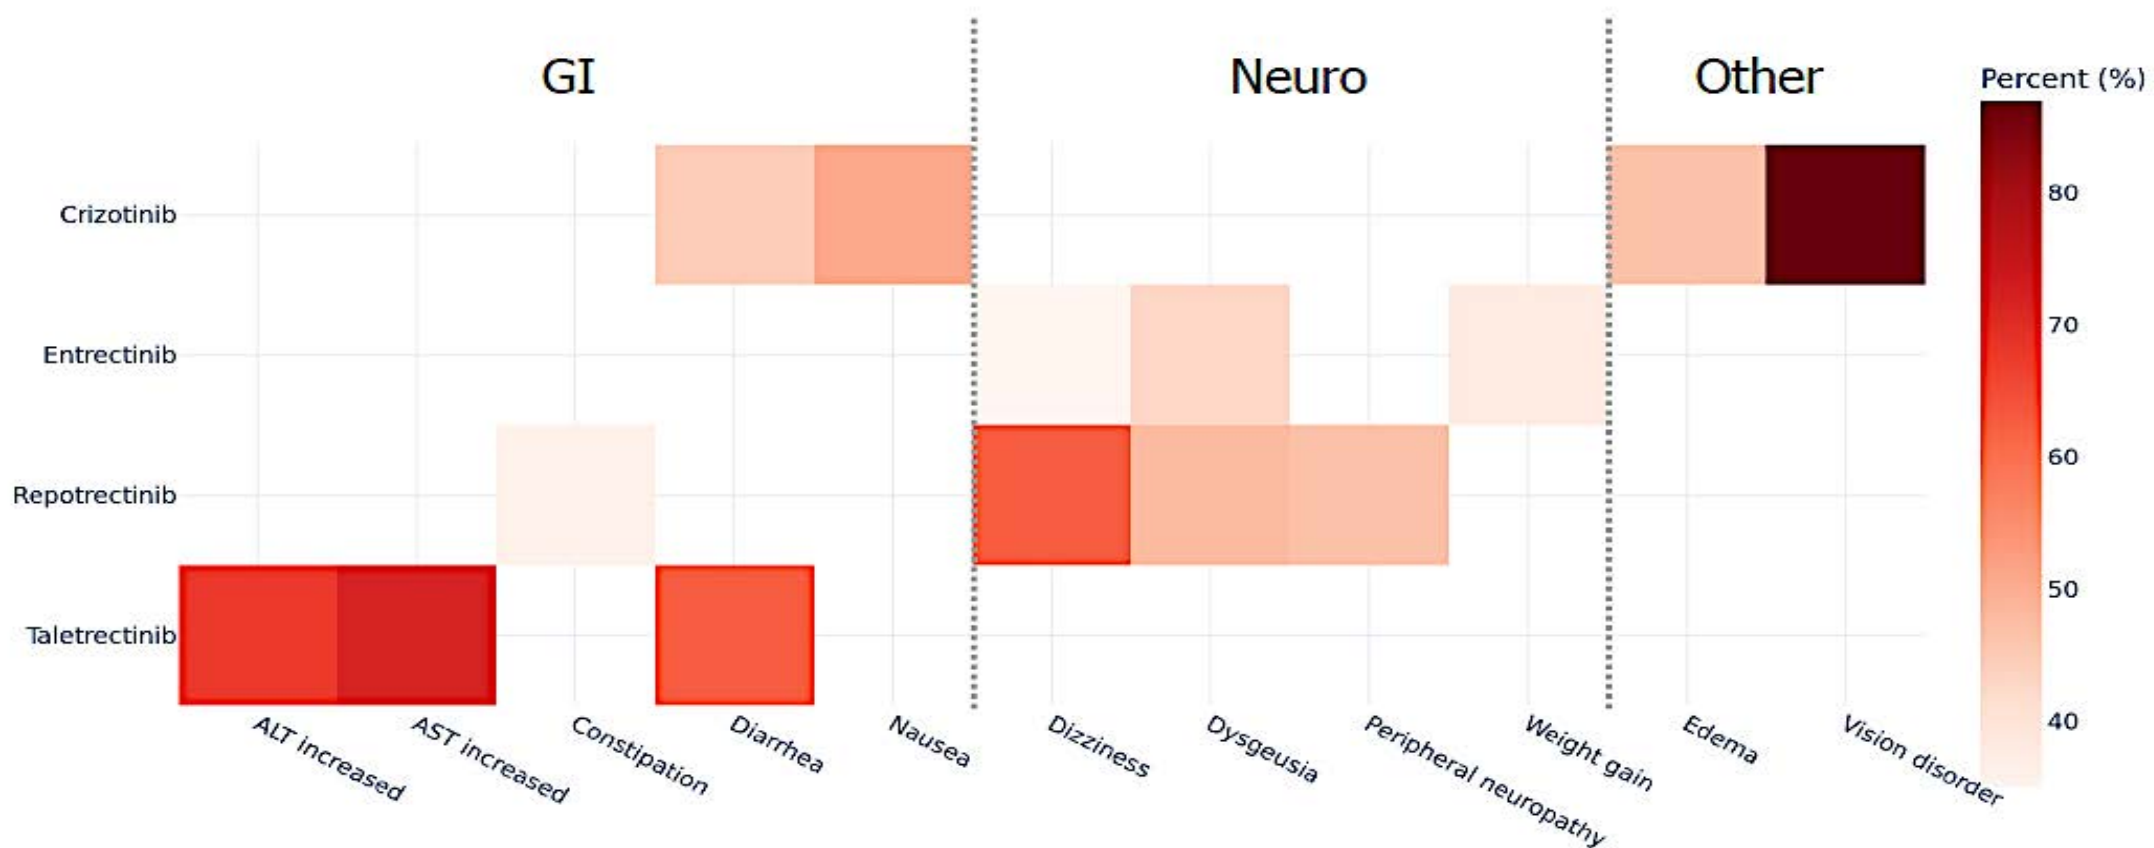 GI
Neuro
Other
Percent (%)
Crizotinib
Entrectinib
Repotrectinib
Taletrectinib
80
70
60
50
40
ALT increased
AST increased
Constipation
Diarrhea
Nausea
Dizziness
Dysgeusia
Peripheral neuropathy
Weight gain
Edema
Vision disorder